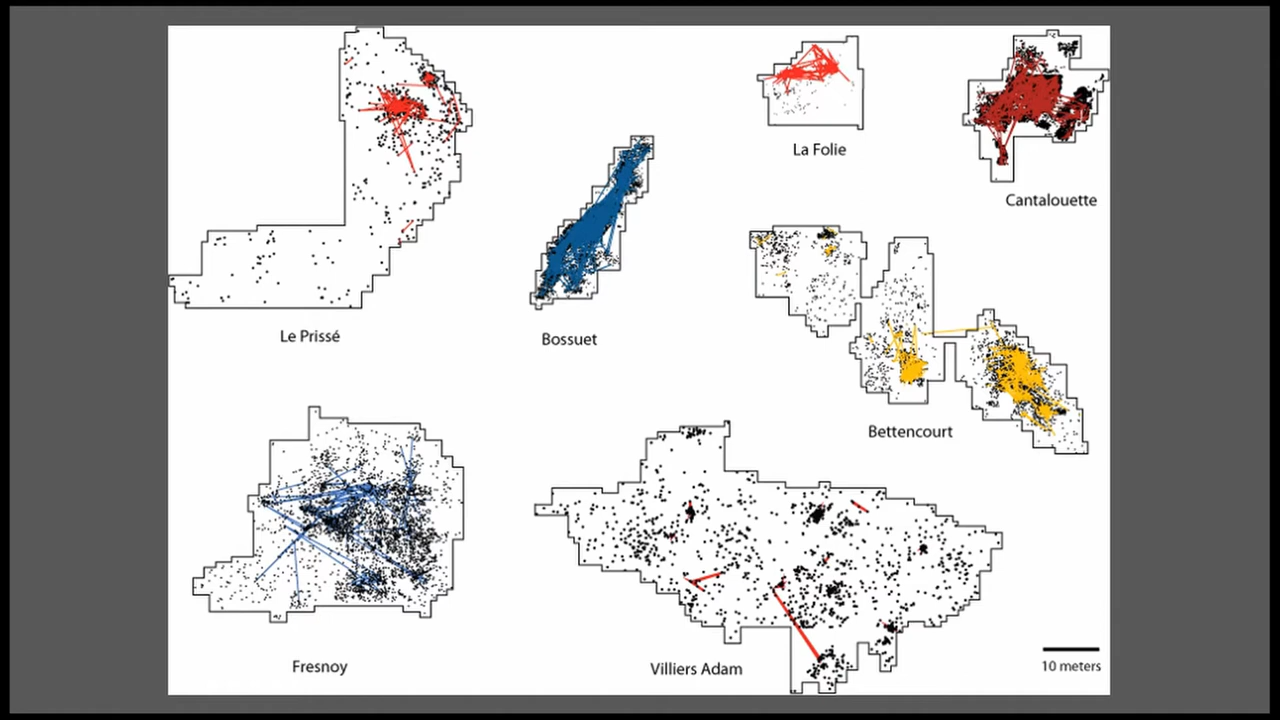 La Folie
Cantalouette
Le Prissé
Bossuet
Bettencourt
Fresnoy
Villiers Adam
10 meters